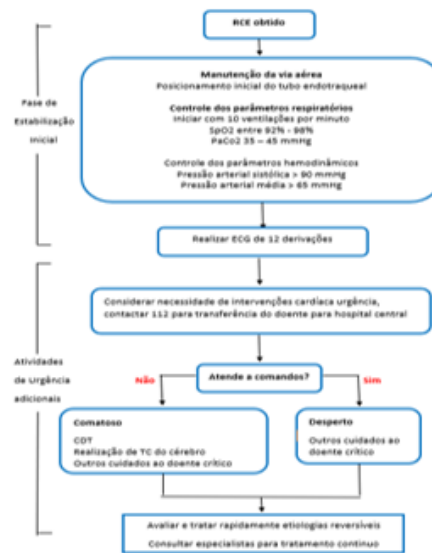 RCE obtido
Manutenção da via aérea
Posicionamento inicial do tubo endotraqueal
Controle dos parâmetros respiratórios
Iniciar com 10 ventilações por minuto
SpO2 entre 92% - 98%
PaCo2 35 – 45 mmHg
Controle dos parâmetros hemodinâmicos
Pressão arterial sistólica > 90 mmHg
Pressão arterial média > 65 mmHg
Fase de
Estabilização
Inicial
Realizar ECG de 12 derivações
Considerar necessidade de intervenções cardíaca urgência,
contactar 112 para transferência do doente para hospital central
Atividades
de Urgência
adicionais
Não
Atende a comandos?
Sim
Comatoso
CDT
Realização de TC do cérebro
Outros cuidados ao doente crítico
Desperto
Outros cuidados ao
doente crítico
Avaliar e tratar rapidamente etiologias reversíveis
Consultar especialistas para tratamento continuo